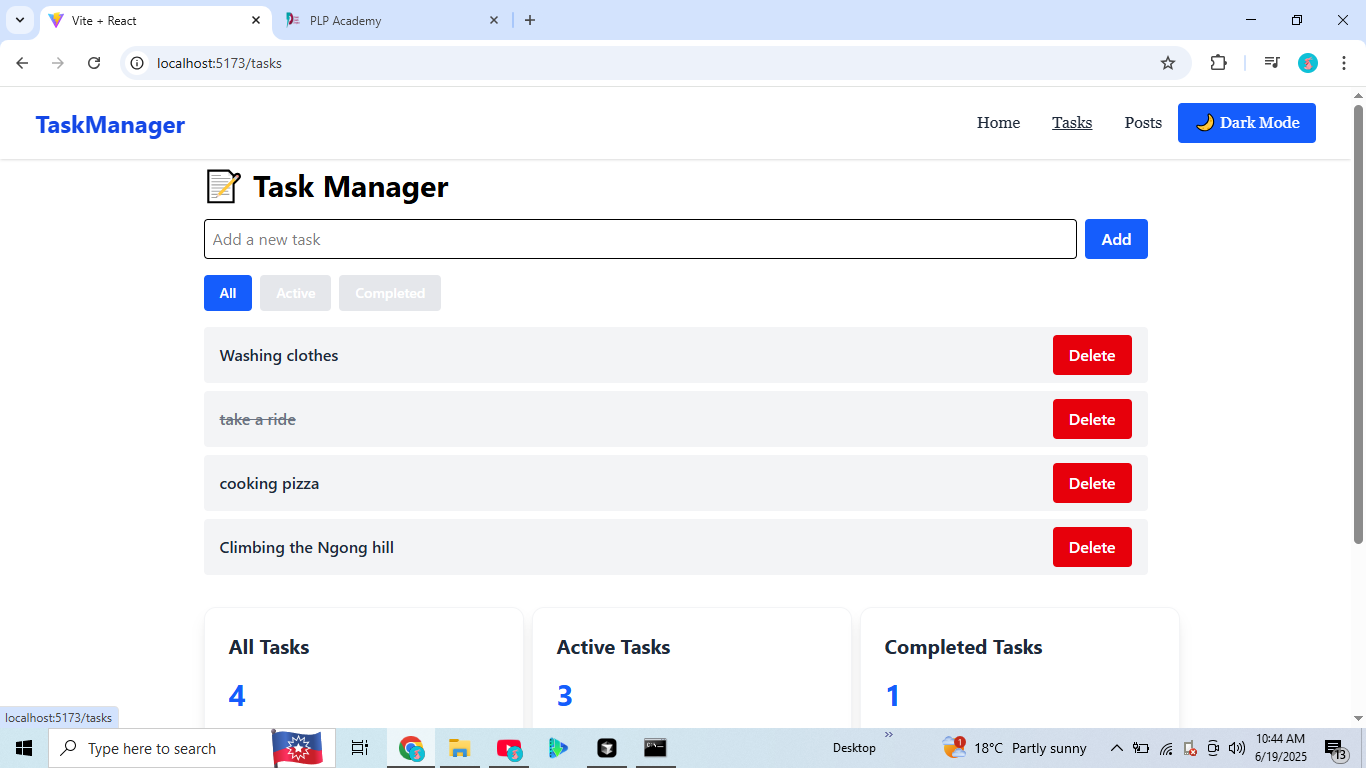 Vite + React
PLP Academy
localhost:5173/tasks
TaskManager
Home
Tasks
Posts
🌙 Dark Mode
📝 Task Manager
Add a new task
Add
All
Active
Completed
Washing clothes
Delete
take a ride
Delete
cooking pizza
Delete
Climbing the Ngong hill
Delete
All Tasks
Active Tasks
Completed Tasks
4
3
1
localhost:5173/tasks
Type here to search
Desktop
»
1
18°C Partly sunny
10:44 AM
6/19/2025
13